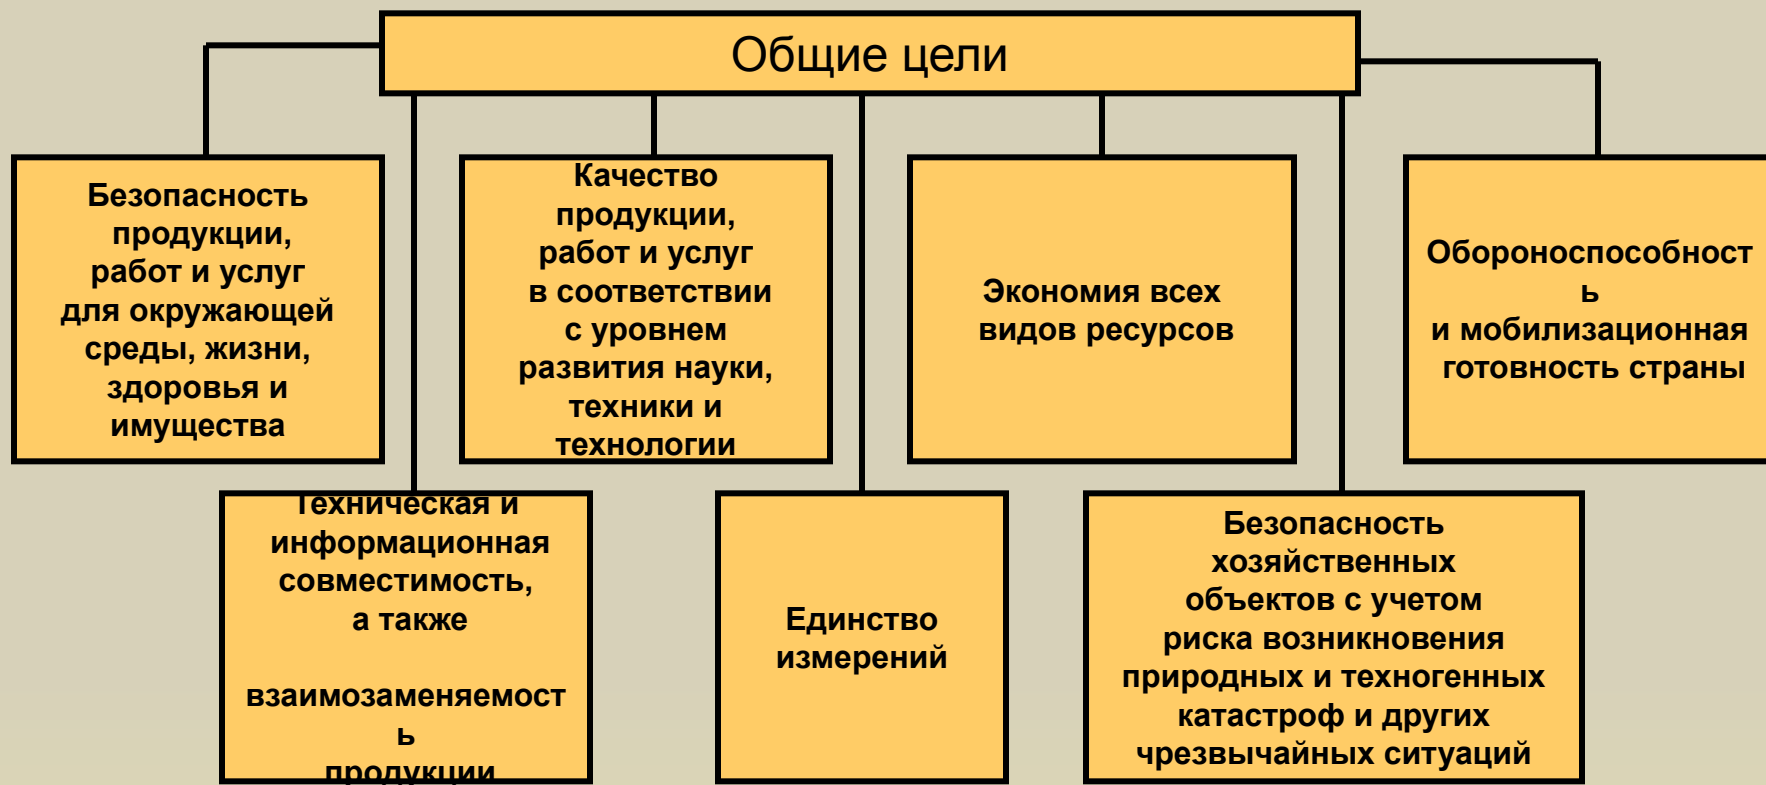 Общие цели
Безопасность
продукции,
работ и услуг
для окружающей
среды, жизни,
здоровья и
имущества
Качество
продукции,
работ и услуг
в соответствии
с уровнем
развития науки,
техники и
технологии
Экономия всех
видов ресурсов
Обороноспособност
ь
и мобилизационная
готовность страны
Техническая и
информационная
совместимость,
а также
взаимозаменяемост
ь
продукции
Единство
измерений
Безопасность
хозяйственных
объектов с учетом
риска возникновения
природных и техногенных
катастроф и других
чрезвычайных ситуаций